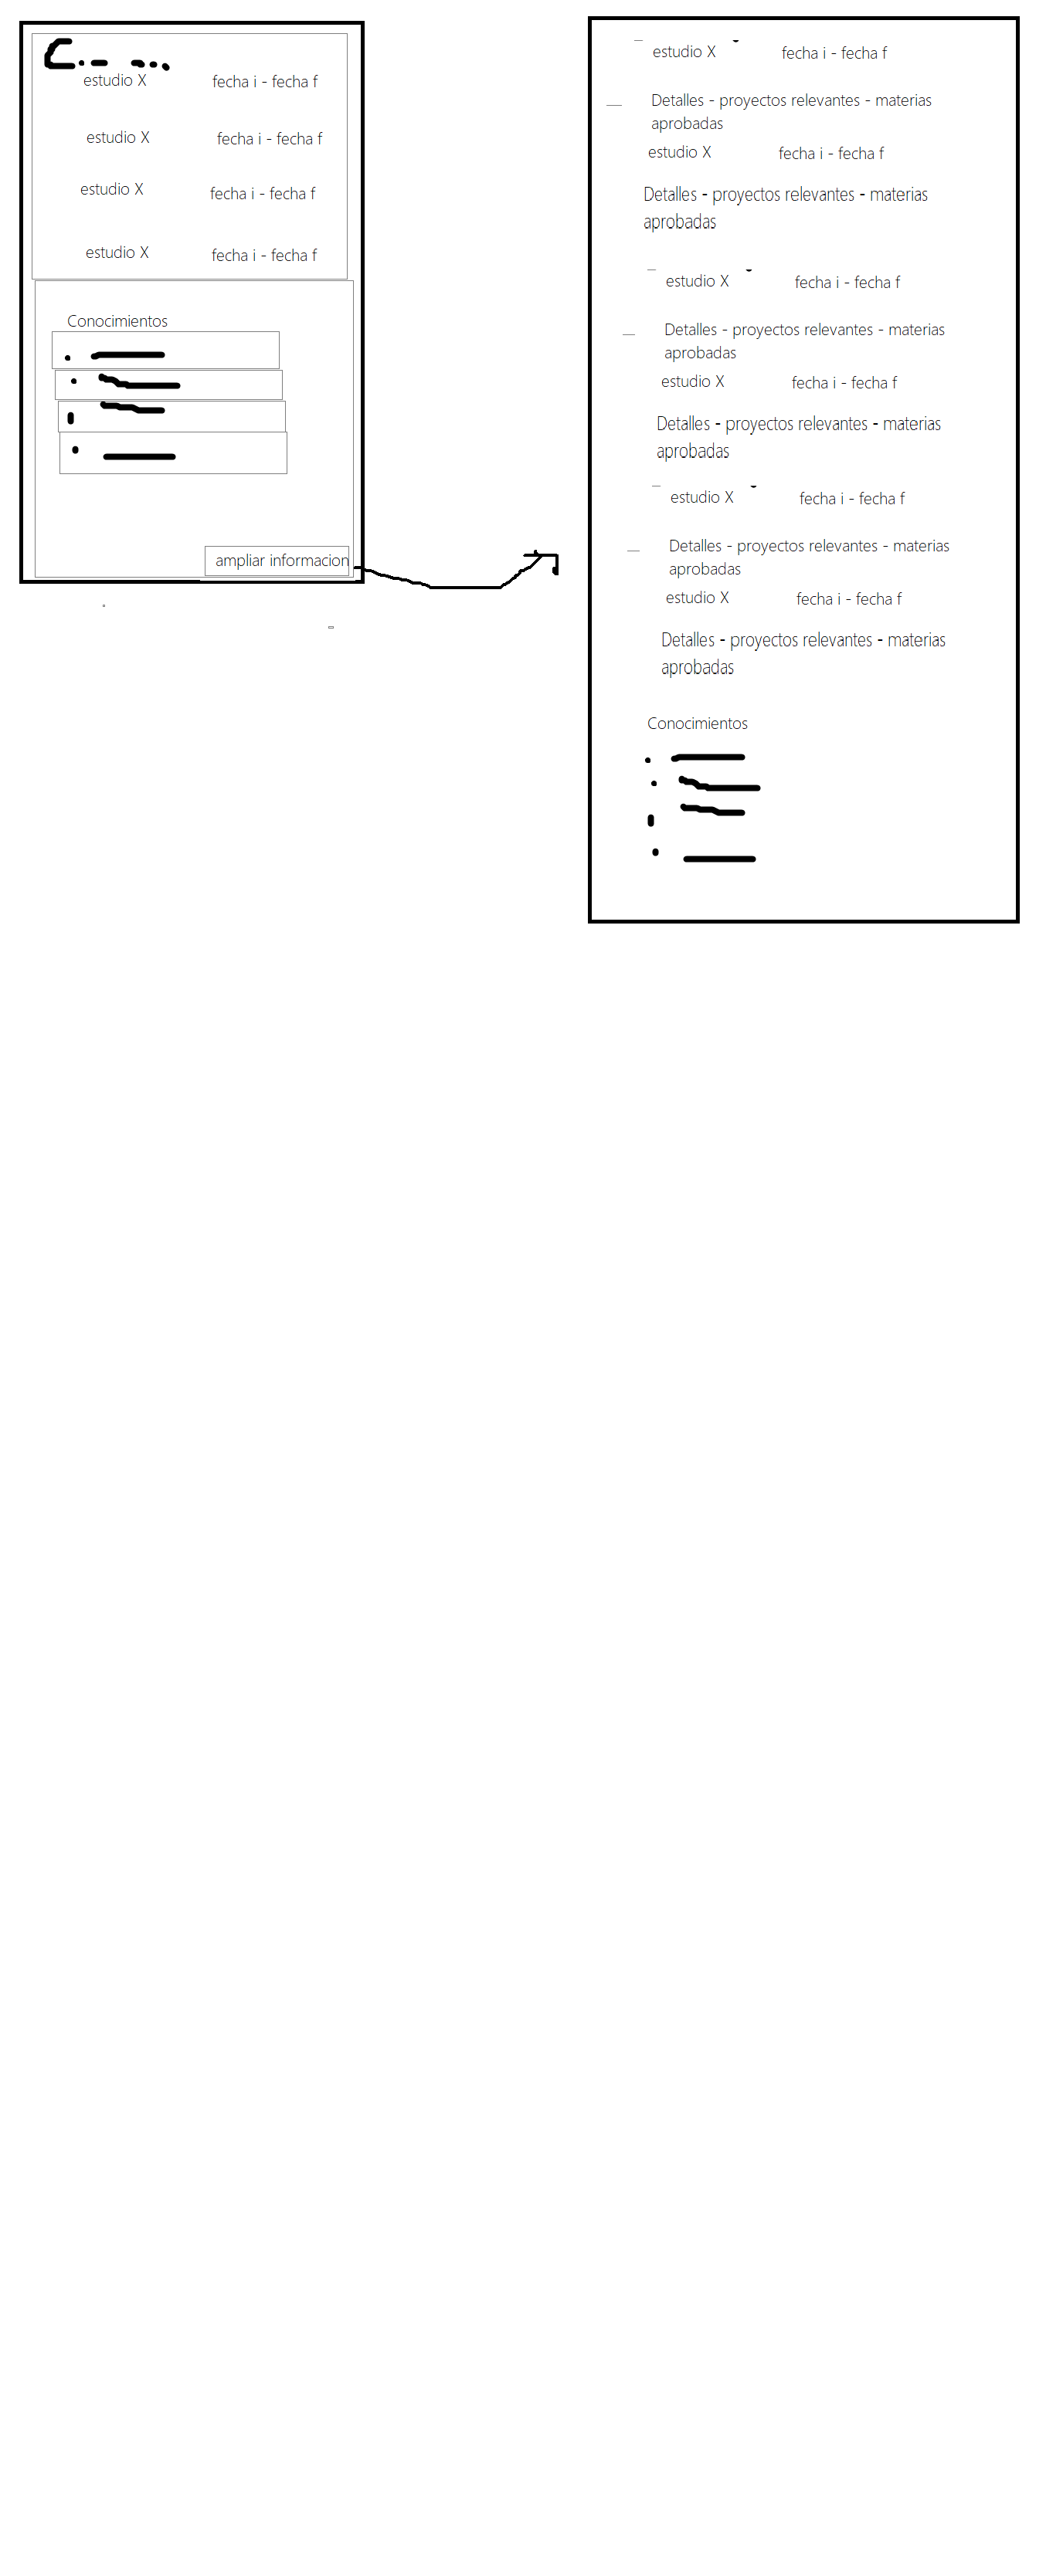 estudio X fecha i - fecha f
estudio X fecha i - fecha f
estudio X fecha i - fecha f
estudio X fecha i - fecha f
Conocimientos
ampliar informacion
estudio X fecha i - fecha f
Detalles - proyectos relevantes - materias
aprobadas
estudio X fecha i - fecha f
Detalles - proyectos relevantes - materias
aprobadas
estudio X fecha i - fecha f
Detalles - proyectos relevantes - materias
aprobadas
estudio X fecha i - fecha f
Detalles - proyectos relevantes - materias
aprobadas
estudio X fecha i - fecha f
Detalles - proyectos relevantes - materias
aprobadas
estudio X fecha i - fecha f
Detalles - proyectos relevantes - materias
aprobadas
Conocimientos